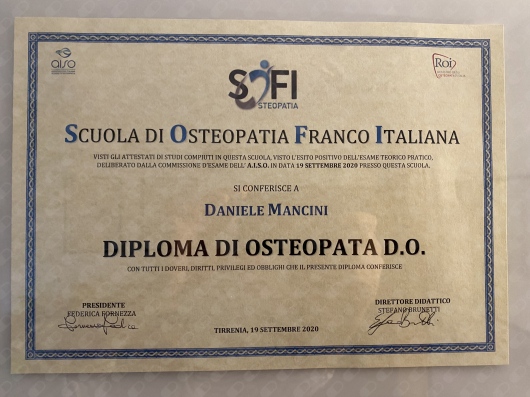 aiso
Roi
SOFI
OSTEOPATIA
SCUOLA DI OSTEOPATIA FRANCO ITALIANA
VISTI GLI ATTESTATI DI STUDI COMPIUTI IN QUESTA SCUOLA, VISTO L'ESITO POSITIVO DELL'ESAME TEORICO PRATICO,
DELIBERATO DALLA COMMISSIONE D'ESAME DELL' A.I.S.O. IN DATA 19 SETTEMBRE 2020 PRESSO QUESTA SCUOLA.
SI CONFERISCE A
DANIELE MANCINI
DIPLOMA DI OSTEOPATA D.O.
CON TUTTI I DOVERI, DIRITTI, PRIVILEGI ED OBBLIGHI CHE IL PRESENTE DIPLOMA CONFERISCE
PRESIDENTE
FEDERICA FORNEZZA
DIRETTORE DIDATTICO
STEFANO BRUNETTI
TIRRENIA, 19 SETTEMBRE 2020